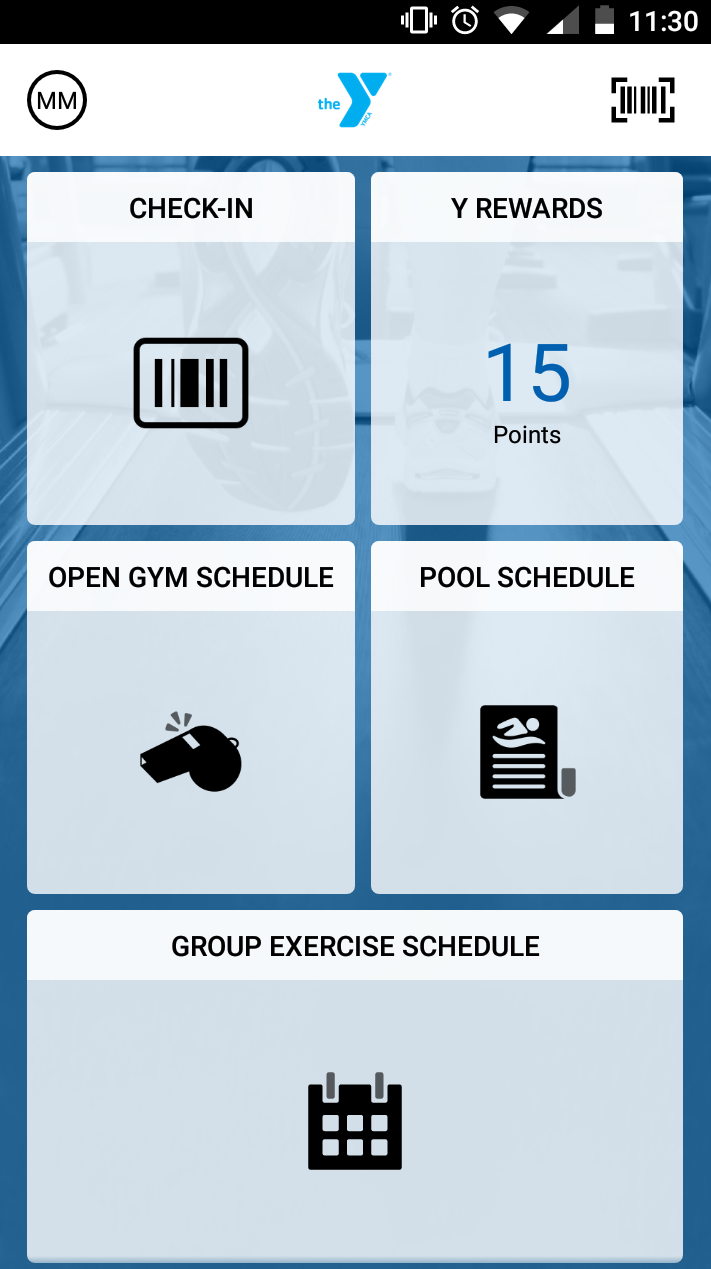 11:30
MM
the
YMCA
CHECK-IN
Y REWARDS
15
Points
OPEN GYM SCHEDULE
POOL SCHEDULE
GROUP EXERCISE SCHEDULE